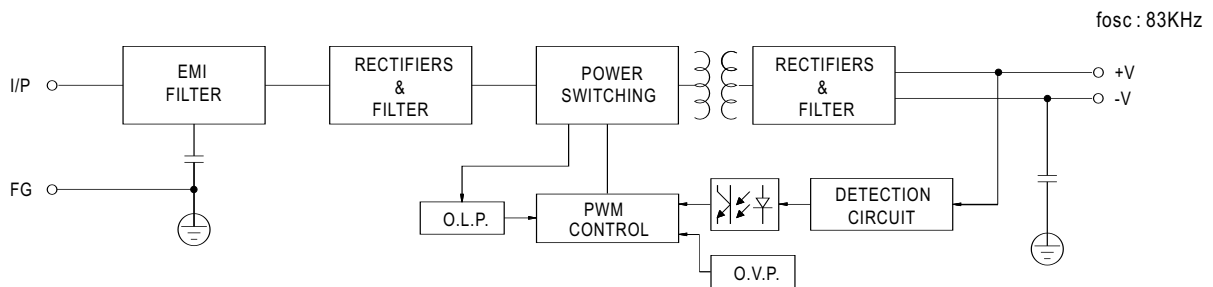 fosc : 83KHz
I/P
EMI
FILTER
RECTIFIERS
&
FILTER
POWER
SWITCHING
RECTIFIERS
&
FILTER
+V
-V
FG
O.L.P.
PWM
CONTROL
DETECTION
CIRCUIT
O.V.P.